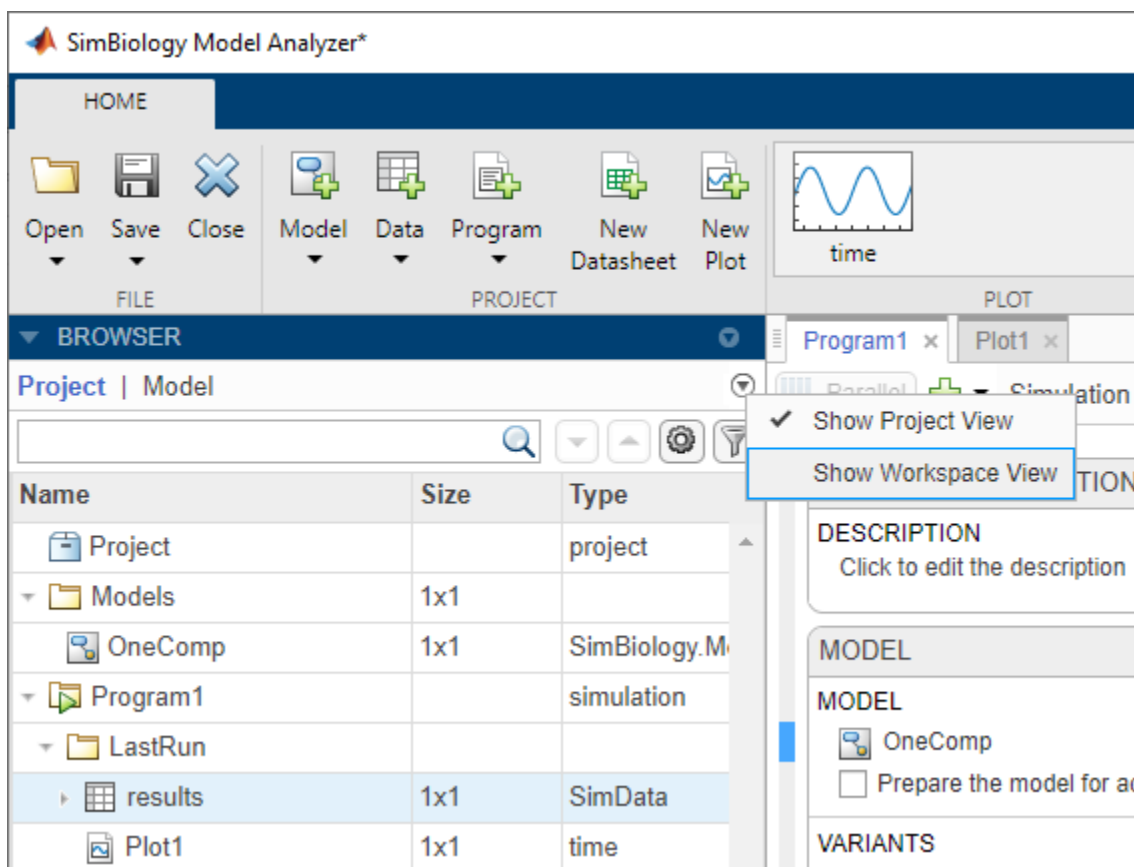 SimBiology Model Analyzer*
HOME
Open Save Close Model Data Program New Datasheet New Plot time
FILE PROJECT PLOT
BROWSER
Program1 × Plot1 ×
Project | Model
Parallel Simulation
Show Project View
Show Workspace View
Name Size Type
Project project
DESCRIPTION
Click to edit the description
Models 1x1
OneComp 1x1
MODEL
Program1 simulation
MODEL
LastRun
OneComp
results 1x1 SimData
Prepare the model for
Plot1 1x1 time
VARIANTS